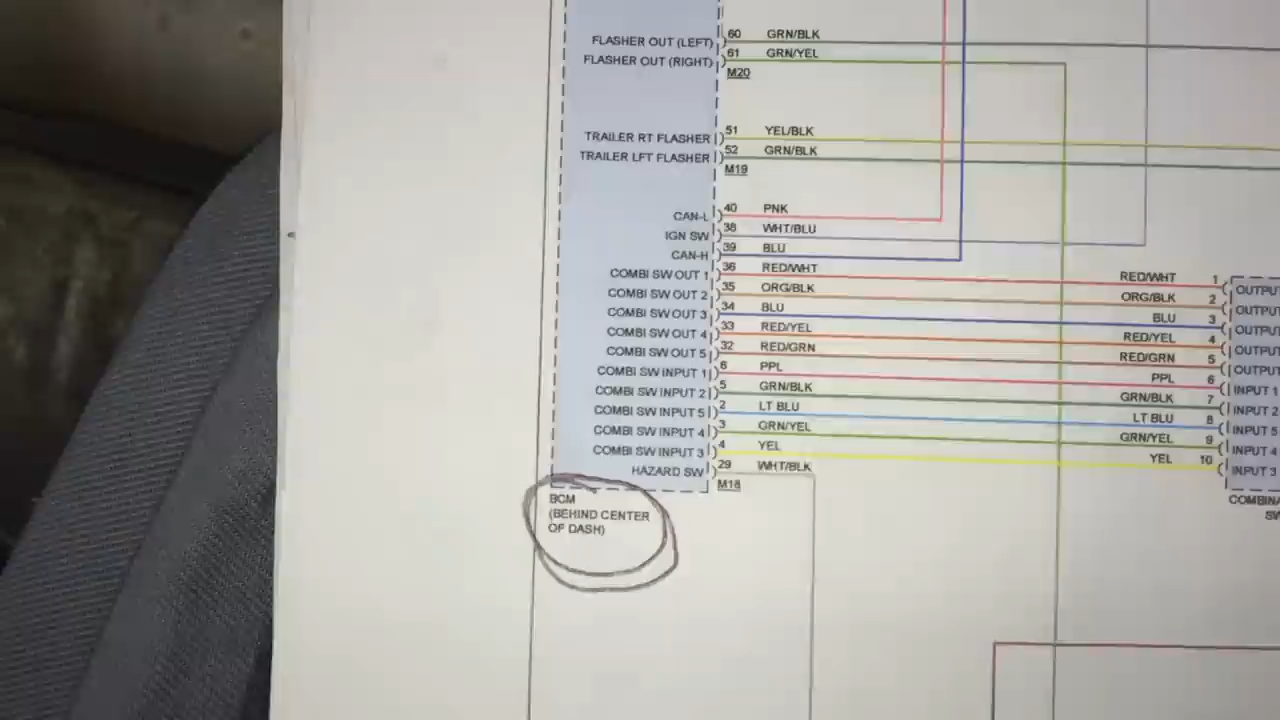 FLASHER OUT (LEFT) 60 GRN/BLK
FLASHER OUT (RIGHT) 61 GRN/YEL
M20
TRAILER RT FLASHER 51 YEL/BLK
TRAILER LFT FLASHER 52 GRN/BLK
M19
CAN-L 40 PNK
IGN SW 38 WHT/BLU
CAN-H 39 BLU
COMBI SW OUT 1 36 RED/WHT RED/WHT 1 OUTPUT
COMBI SW OUT 2 35 ORG/BLK ORG/BLK 2 OUTPUT
COMBI SW OUT 3 34 BLU BLU 3 OUTPUT
COMBI SW OUT 4 33 RED/YEL RED/YEL 4 OUTPUT
COMBI SW OUT 5 32 RED/GRN RED/GRN 5 OUTPUT
COMBI SW INPUT 1 6 PPL PPL 6 INPUT 1
COMBI SW INPUT 2 5 GRN/BLK GRN/BLK 7 INPUT 2
COMBI SW INPUT 5 2 LT BLU LT BLU 8 INPUT 5
COMBI SW INPUT 4 3 GRN/YEL GRN/YEL 9 INPUT 4
COMBI SW INPUT 3 4 YEL YEL 10 INPUT 3
HAZARD SW 29 WHT/BLK
M18
BCM
(BEHIND CENTER
OF DASH)
COMBINA
SW